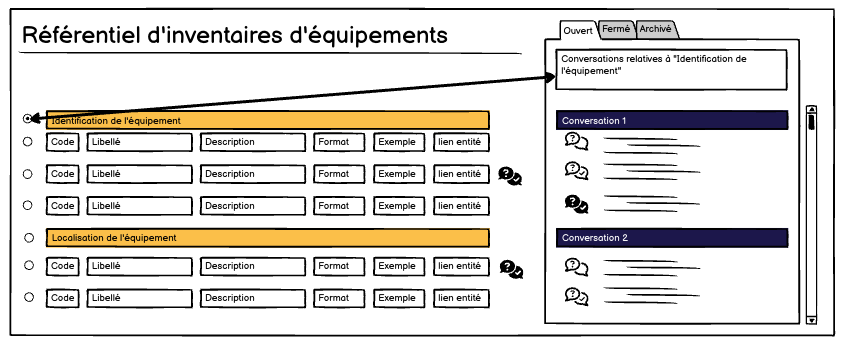 Référentiel d'inventaires d'équipements
Identification de l'équipement
Code Libellé Description Format Exemple lien entité
Code Libellé Description Format Exemple lien entité
Code Libellé Description Format Exemple lien entité
Localisation de l'équipement
Code Libellé Description Format Exemple lien entité
Code Libellé Description Format Exemple lien entité
Ouvert Fermé Archivé
Conversations relatives à "Identification de
l'équipement"
Conversation 1
Conversation 2